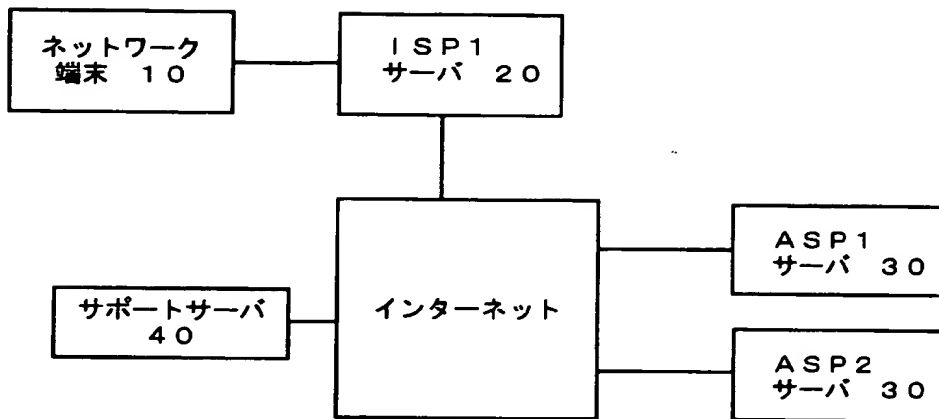 ネットワーク
端末 10
ISP1
サーバ 20
ASP1
サーバ 30
サポートサーバ
40
インターネット
ASP2
サーバ 30